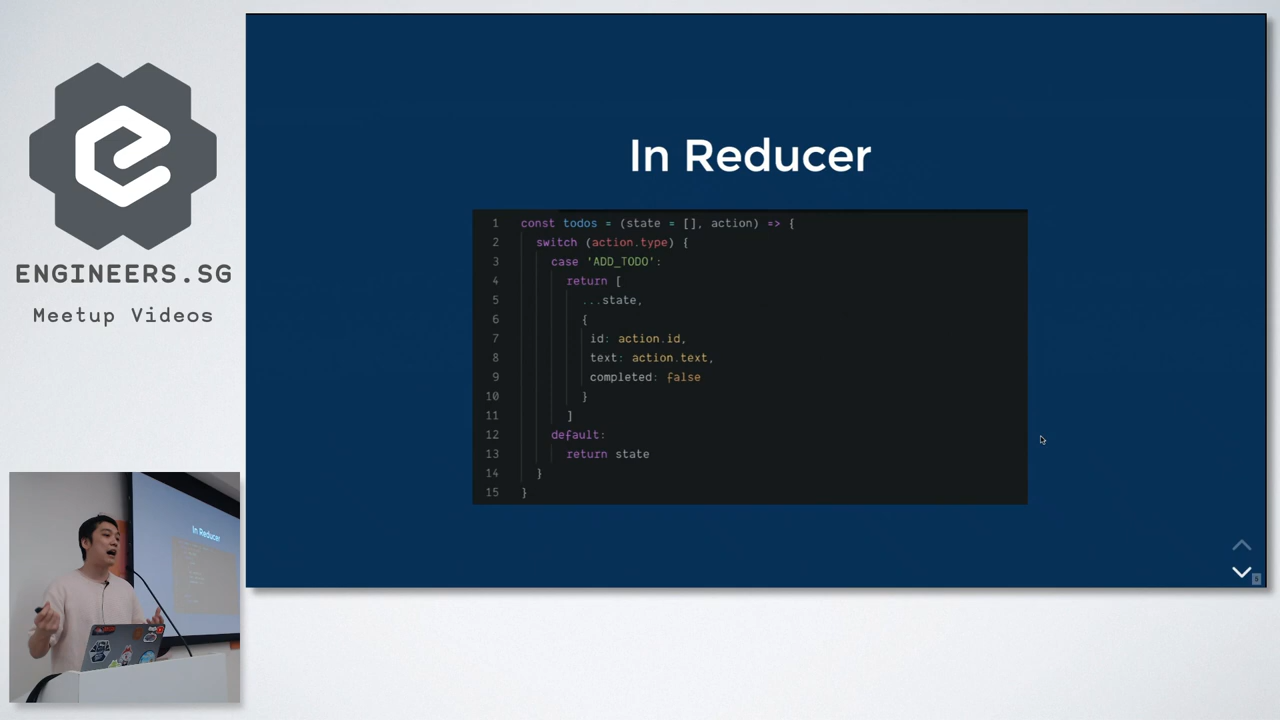 ENGINEERS.SG
Meetup Videos
In Reducer
1 const todos = (state = [], action) => {
2 switch (action.type) {
3 case 'ADD_TODO':
4 return [
5 ...state,
6 {
7 id: action.id,
8 text: action.text,
9 completed: false
10 }
11 ]
12 default:
13 return state
14 }
15 }
In Reducer